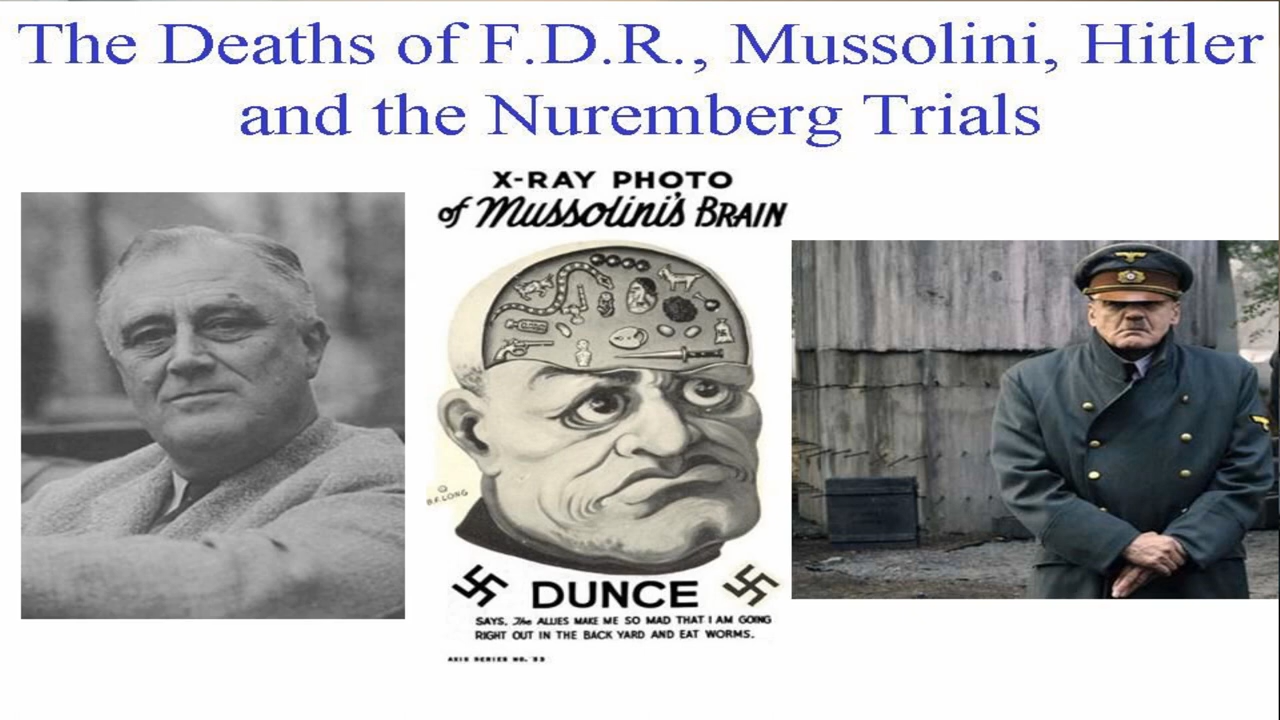 The Deaths of F.D.R., Mussolini, Hitler
and the Nuremberg Trials
X-RAY PHOTO
of Mussolini's BRAIN
© B.F. LONG
DUNCE
SAYS, The ALLIES MAKE ME SO MAD THAT I AM GOING
RIGHT OUT IN THE BACK YARD AND EAT WORMS.
AXIS SERIES NO.